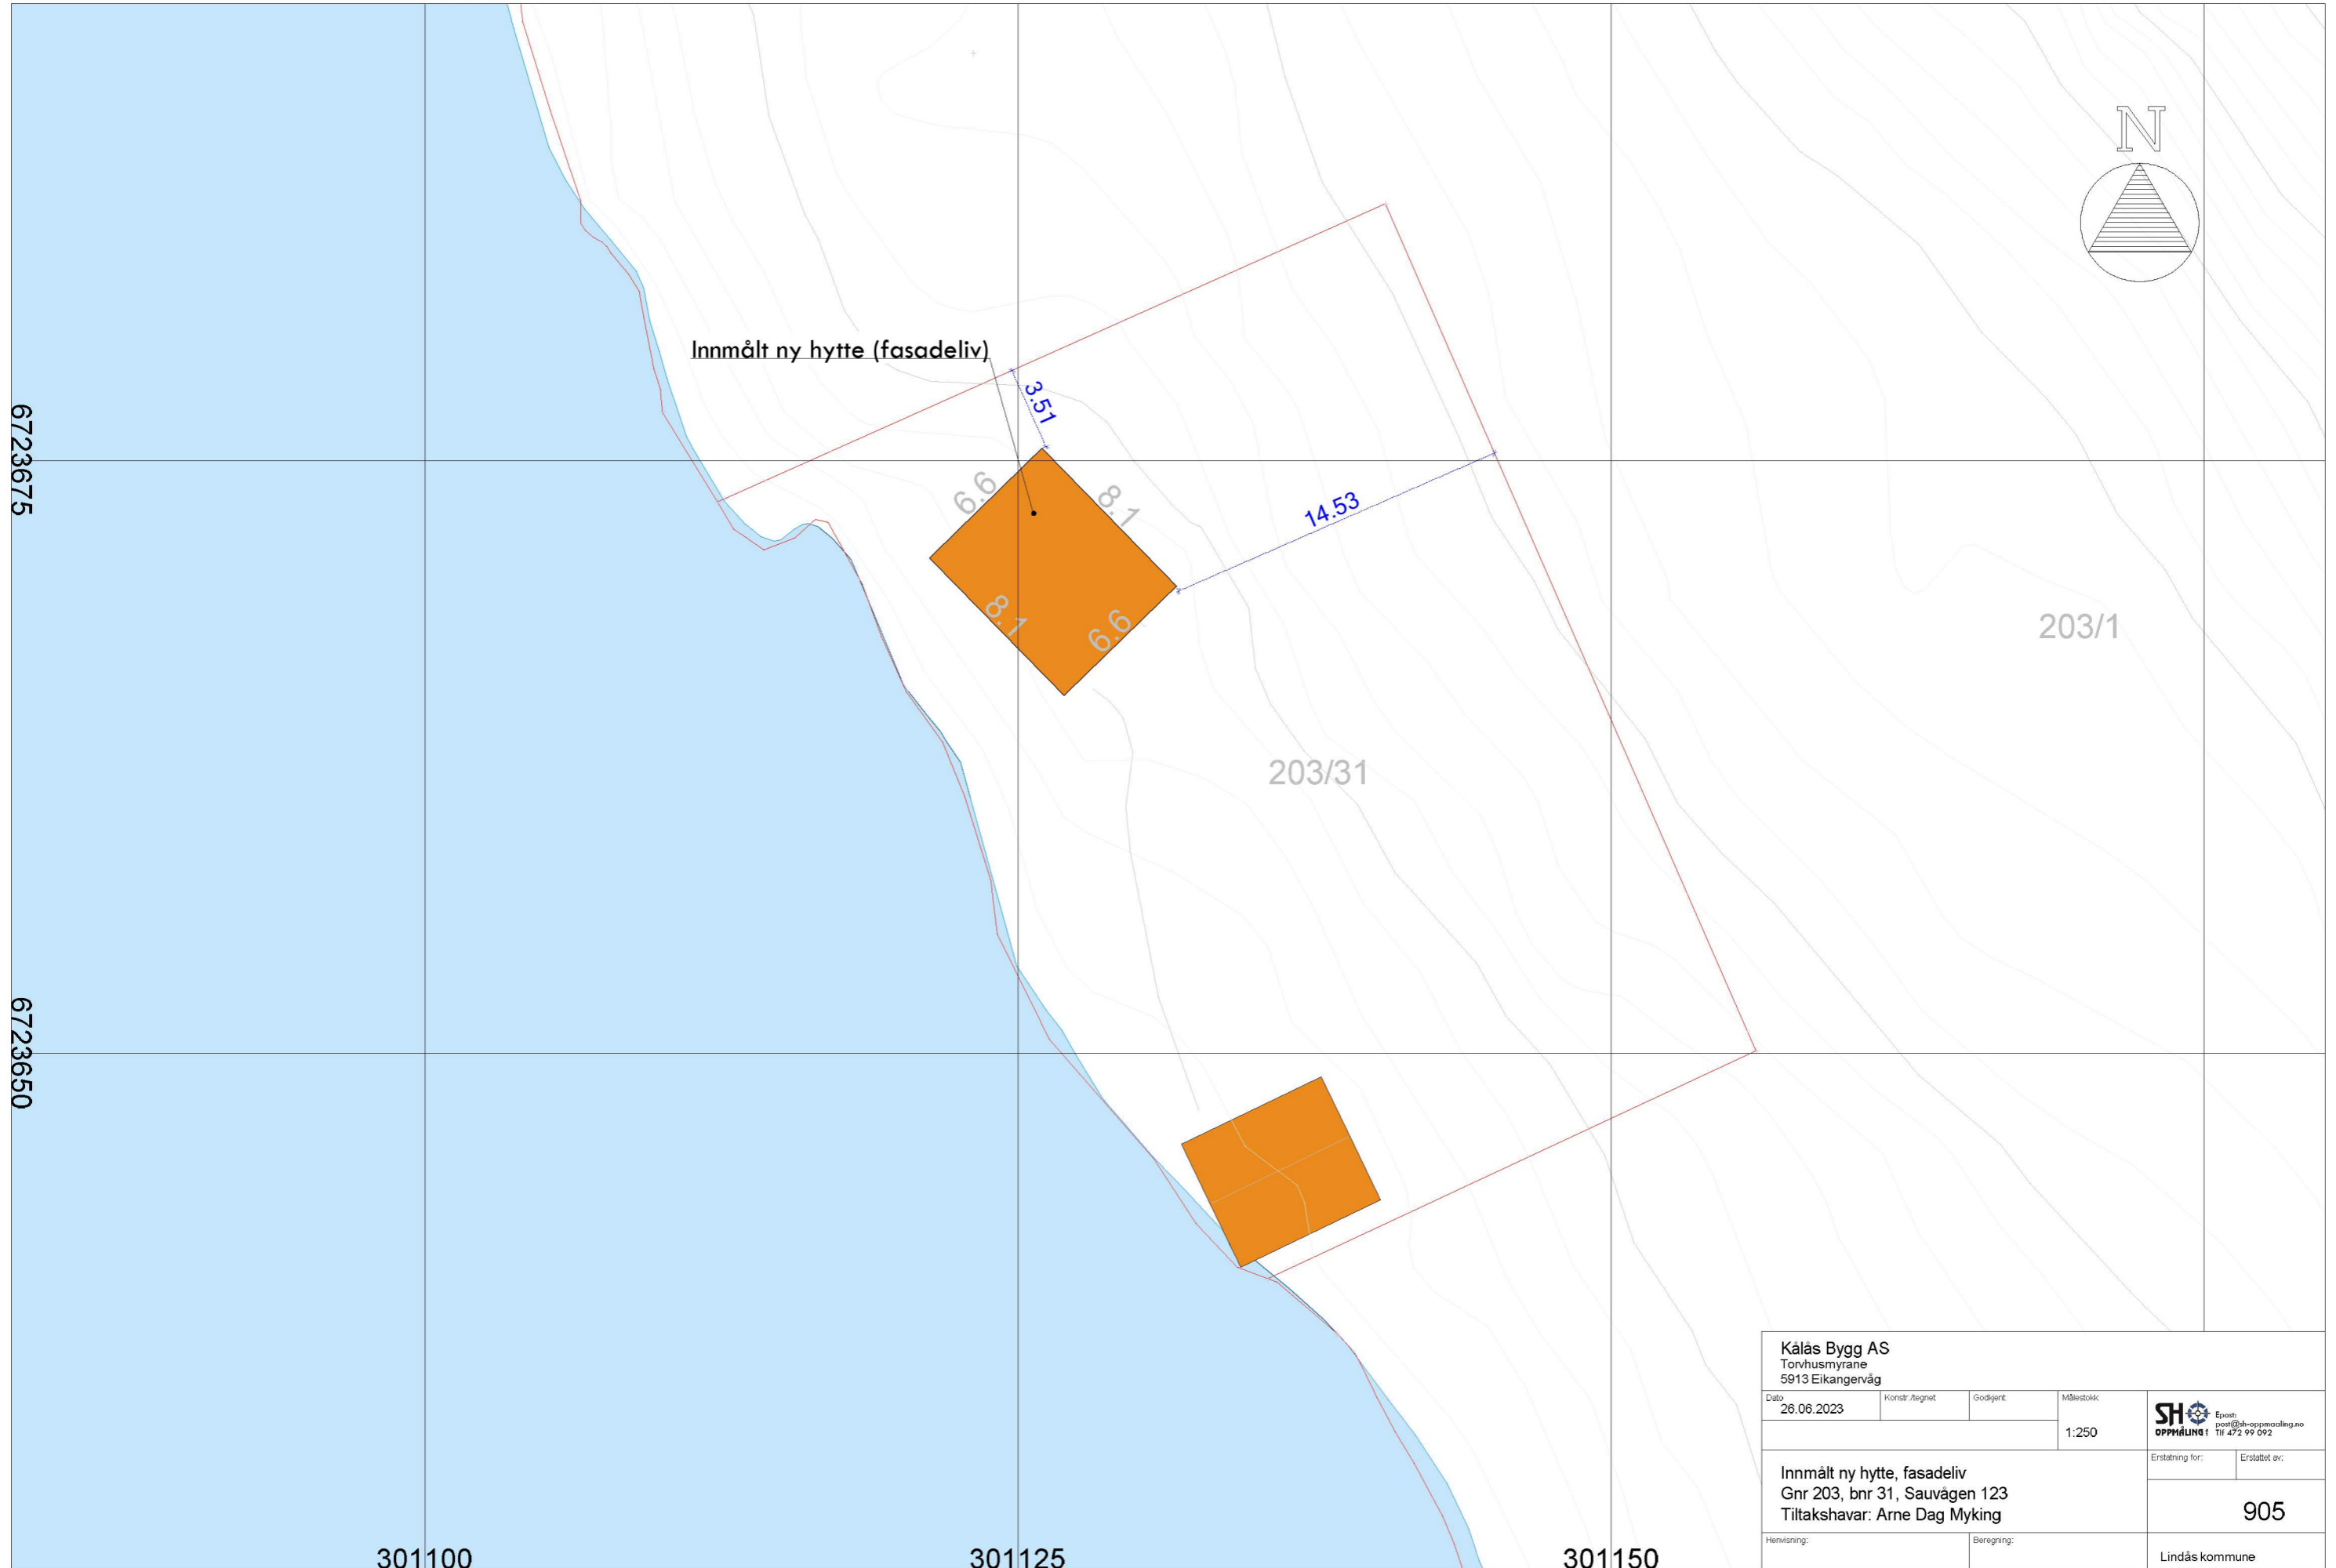 N
Innmålt ny hytte (fasadeliv)
3.51
6723675
6.6
8.1
14.53
8.1
6.6
203/1
203/31
6723650
Kålås Bygg AS
Torvhusmyrane
5913 Eikangervåg
Dato
26.06.2023
Konstr./tegnet
Godkjent
Målestokk
1:250
SH
OPPMÅLING
Epost:
post@sh-oppmaaling.no
Tlf 472 99 092
Innmålt ny hytte, fasadeliv
Gnr 203, bnr 31, Sauvågen 123
Tiltakshavar: Arne Dag Myking
Erstatning for:
Erstattet av:
905
Henvisning:
Beregning:
Lindås kommune
301100
301125
301150